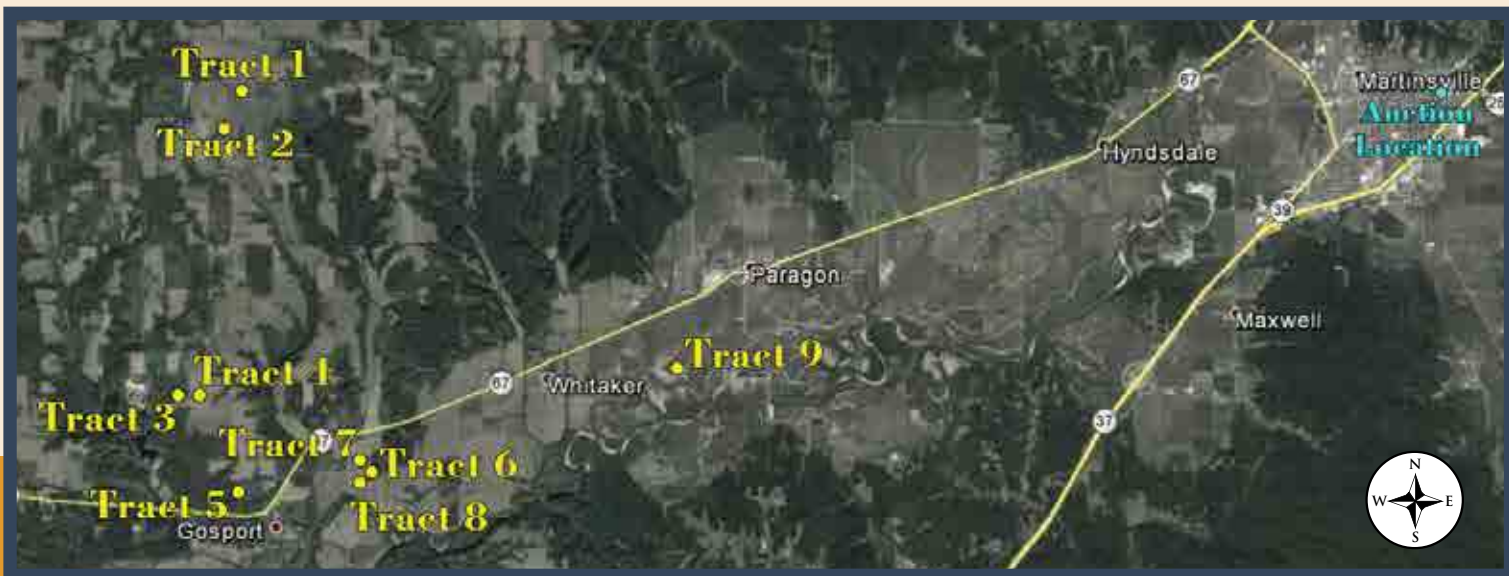 Tract 1
Tract 2
67
Martinsville
Auction
Location
Hyndsdale
39
Paragon
Maxwell
Tract 9
Tract 4
Tract 3
67
Whitaker
37
Tract 7
Tract 6
Tract 5
Tract 8
Gosport
N
W
E
S